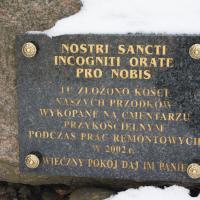 NOSTRI SANCTI
INCOGNITI ORATE
PRO NOBIS
TU ZŁOŻONO KOŚCI
NASZYCH PRZODKÓW
WYKOPANE NA CMENTARZU
PRZYKOŚCIELNYM
PODCZAS PRAC REMONTOWYCH
W 2002 r.
WIECZNY POKÓJ DAJ IM PANIE